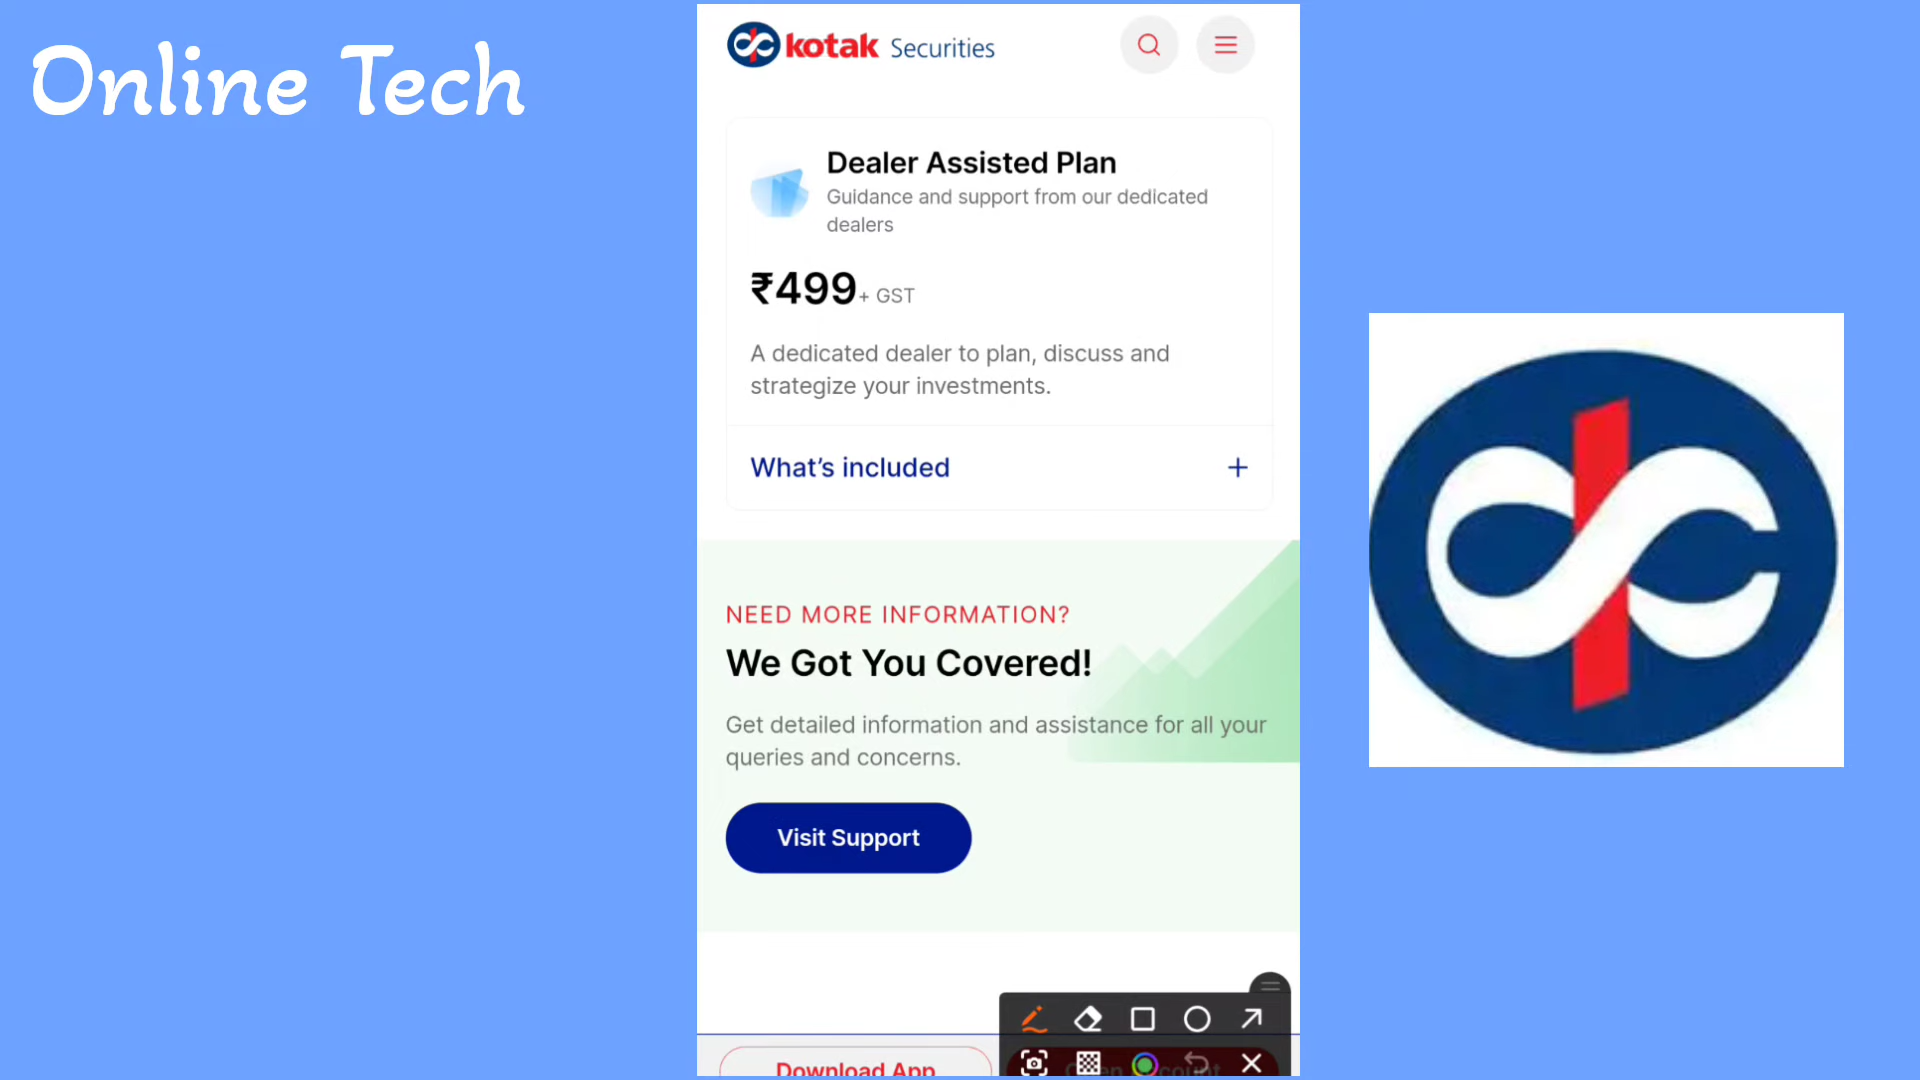 Online Tech
kotak Securities
Dealer Assisted Plan
Guidance and support from our dedicated
dealers
₹499 + GST
A dedicated dealer to plan, discuss and
strategize your investments.
What’s included
NEED MORE INFORMATION?
We Got You Covered!
Get detailed information and assistance for all your
queries and concerns.
Visit Support
Download App